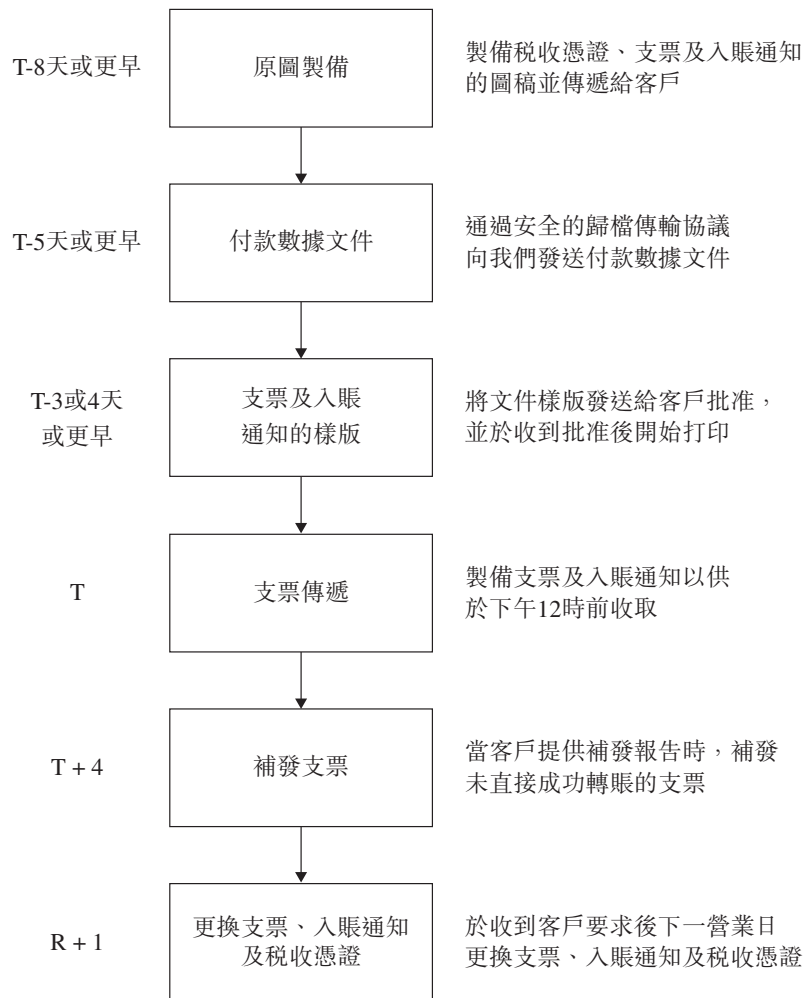 T-8天或更早
原圖製備
製備税收憑證、支票及入賬通知
的圖稿並傳遞給客戶
T-5天或更早
付款數據文件
通過安全的歸檔傳輸協議
向我們發送付款數據文件
T-3或4天
或更早
支票及入賬
通知的樣版
將文件樣版發送給客戶批准，
並於收到批准後開始打印
T
支票傳遞
製備支票及入賬通知以供
於下午12時前收取
T + 4
補發支票
當客戶提供補發報告時，補發
未直接成功轉賬的支票
R + 1
更換支票、入賬通知
及税收憑證
於收到客戶要求後下一營業日
更換支票、入賬通知及税收憑證